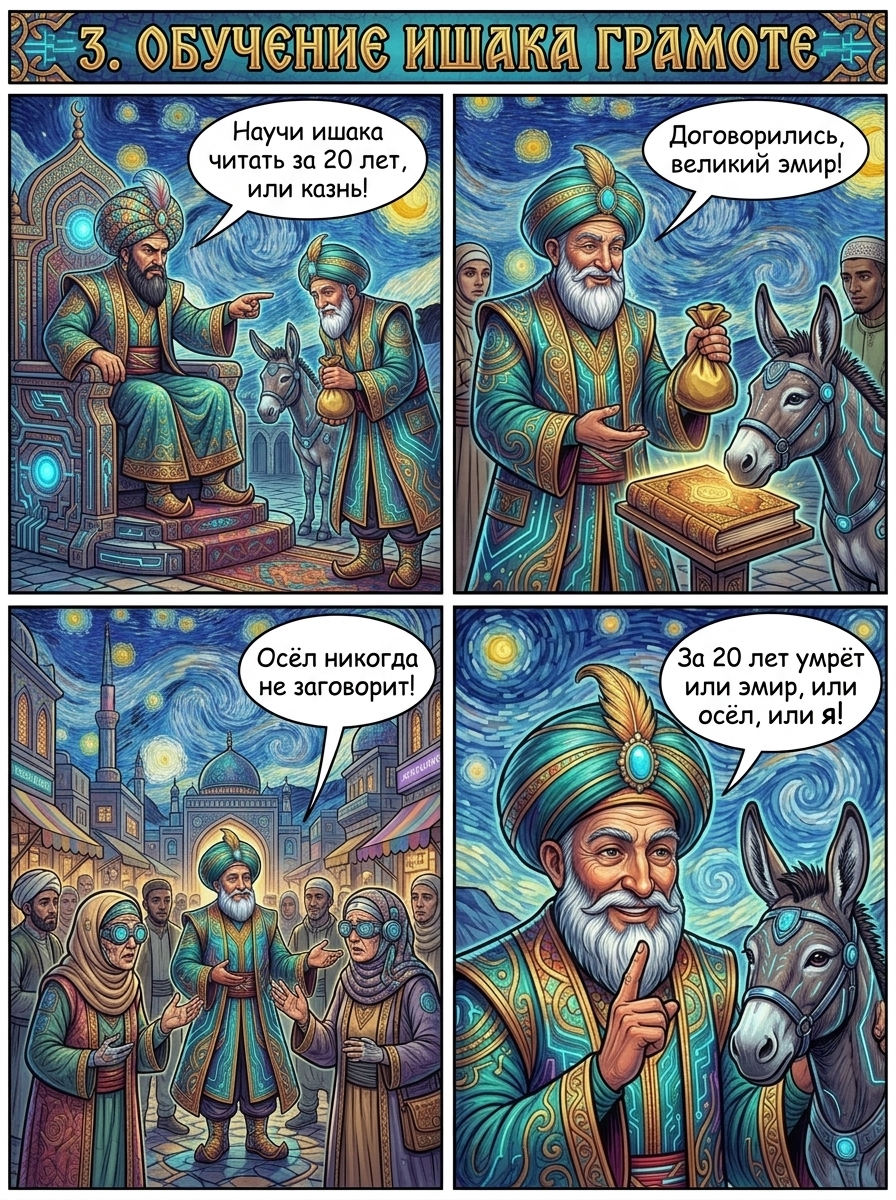 3. ОБУЧЕНИЕ ИШАКА ГРАМОТЕ
Научи ишака
читать за 20 лет,
или казнь!
Договорились,
великий эмир!
Осёл никогда
не заговорит!
За 20 лет умрёт
или эмир, или
осёл, или я!